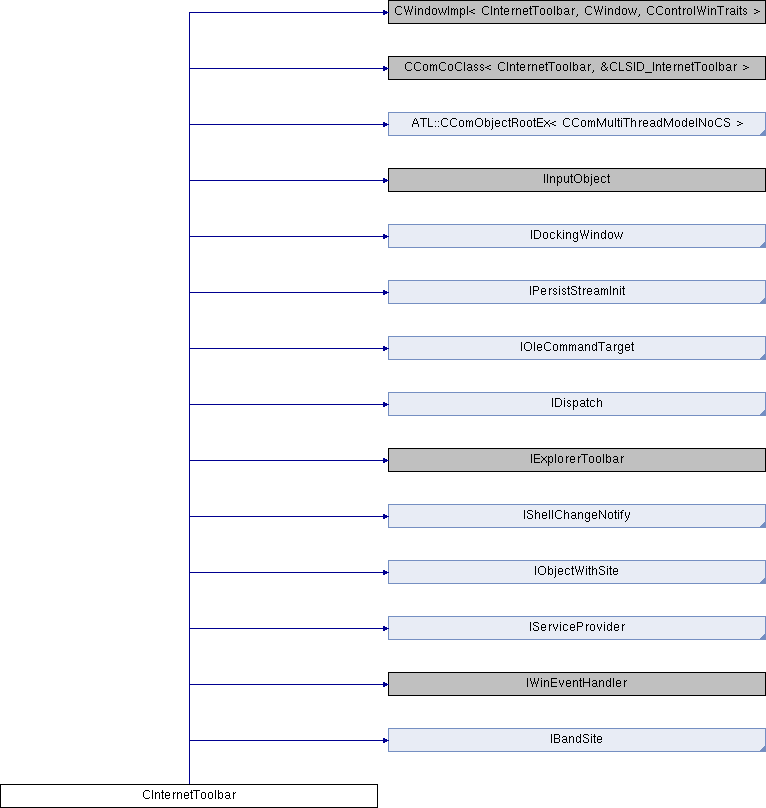 CWindowImpl< CInternetToolbar, CWindow, CControlWinTraits >
CComCoClass< CInternetToolbar, &CLSID_InternetToolbar >
ATL::CComObjectRootEx< CComMultiThreadModelNoCS >
IInputObject
IDockingWindow
IPersistStreamInit
IOleCommandTarget
IDispatch
IExplorerToolbar
IShellChangeNotify
IObjectWithSite
IServiceProvider
IWinEventHandler
IBandSite
CInternetToolbar